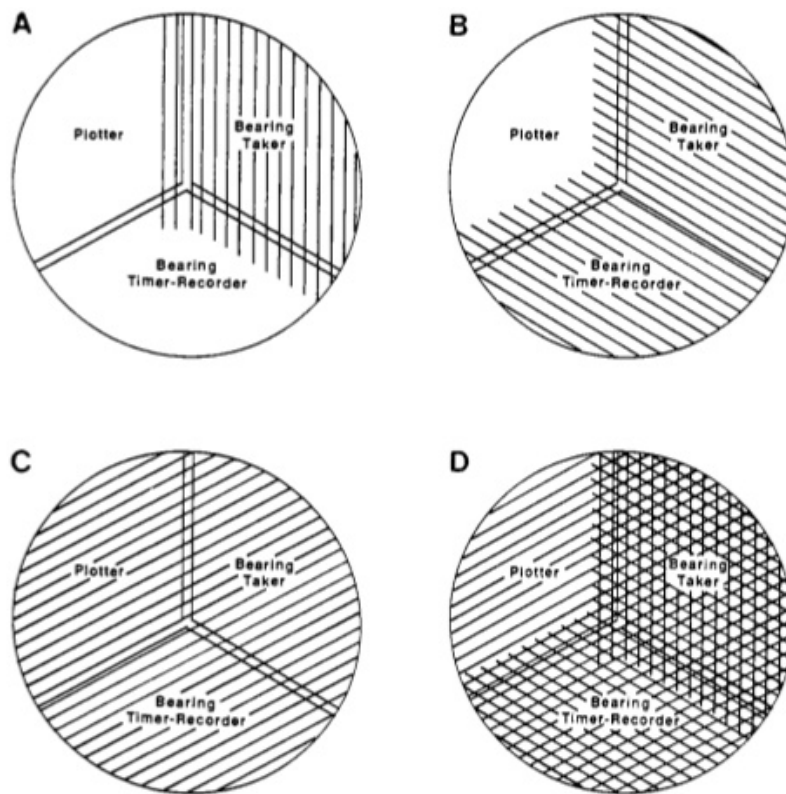 A
Plotter
Bearing
Taker
Bearing
Timer-Recorder
B
Plotter
Bearing
Taker
Bearing
Timer-Recorder
C
Plotter
Bearing
Taker
Bearing
Timer-Recorder
D
Plotter
Bearing
Taker
Bearing
Timer-Recorder